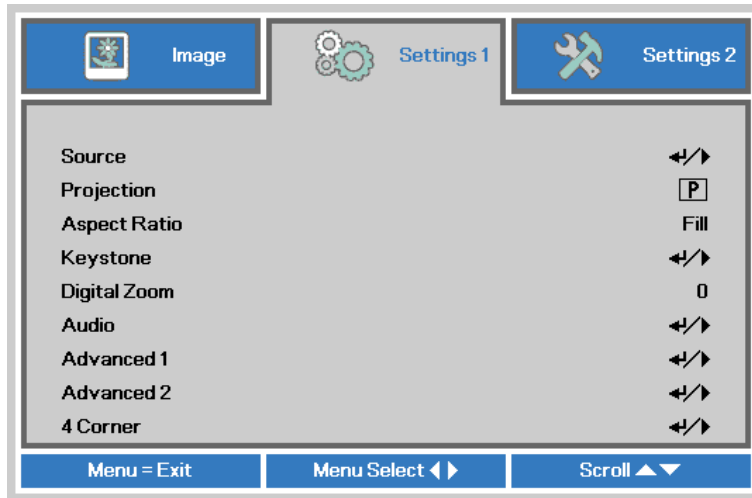 Image
Settings 1
Settings 2
Source ↵/▶
Projection P
Aspect Ratio Fill
Keystone ↵/▶
Digital Zoom 0
Audio ↵/▶
Advanced 1 ↵/▶
Advanced 2 ↵/▶
4 Corner ↵/▶
Menu = Exit
Menu Select ◀ ▶
Scroll ▲▼